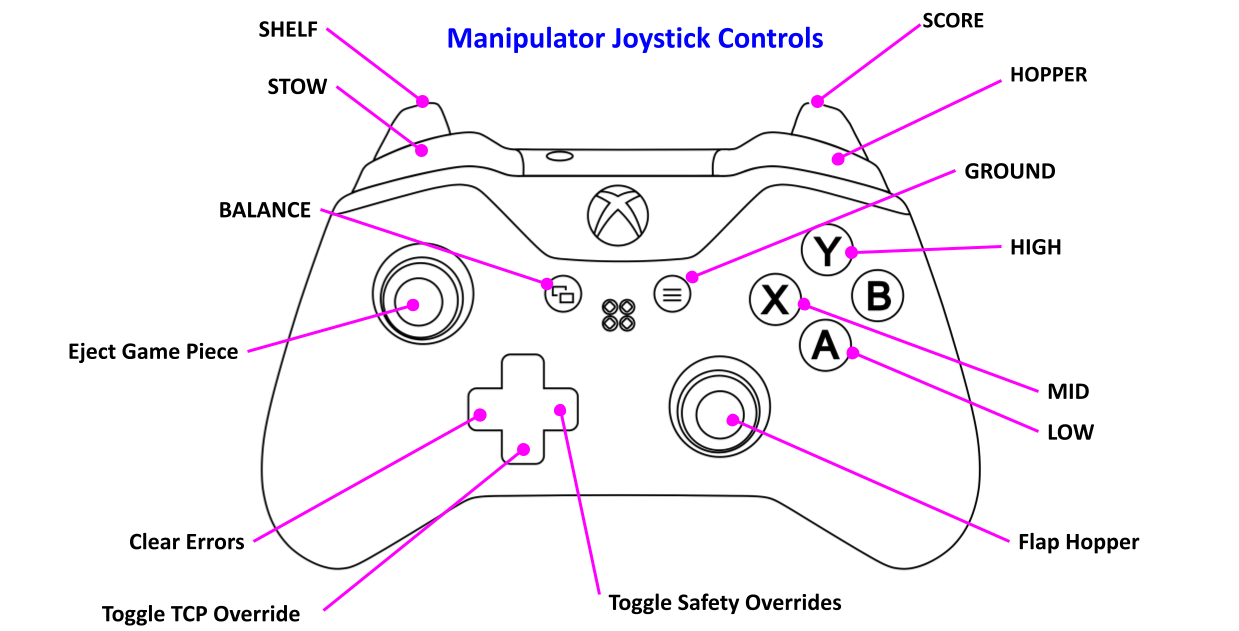 Manipulator Joystick Controls
SHELF
SCORE
STOW
HOPPER
GROUND
BALANCE
HIGH
Y
X
B
A
Eject Game Piece
MID
LOW
Clear Errors
Flap Hopper
Toggle TCP Override
Toggle Safety Overrides